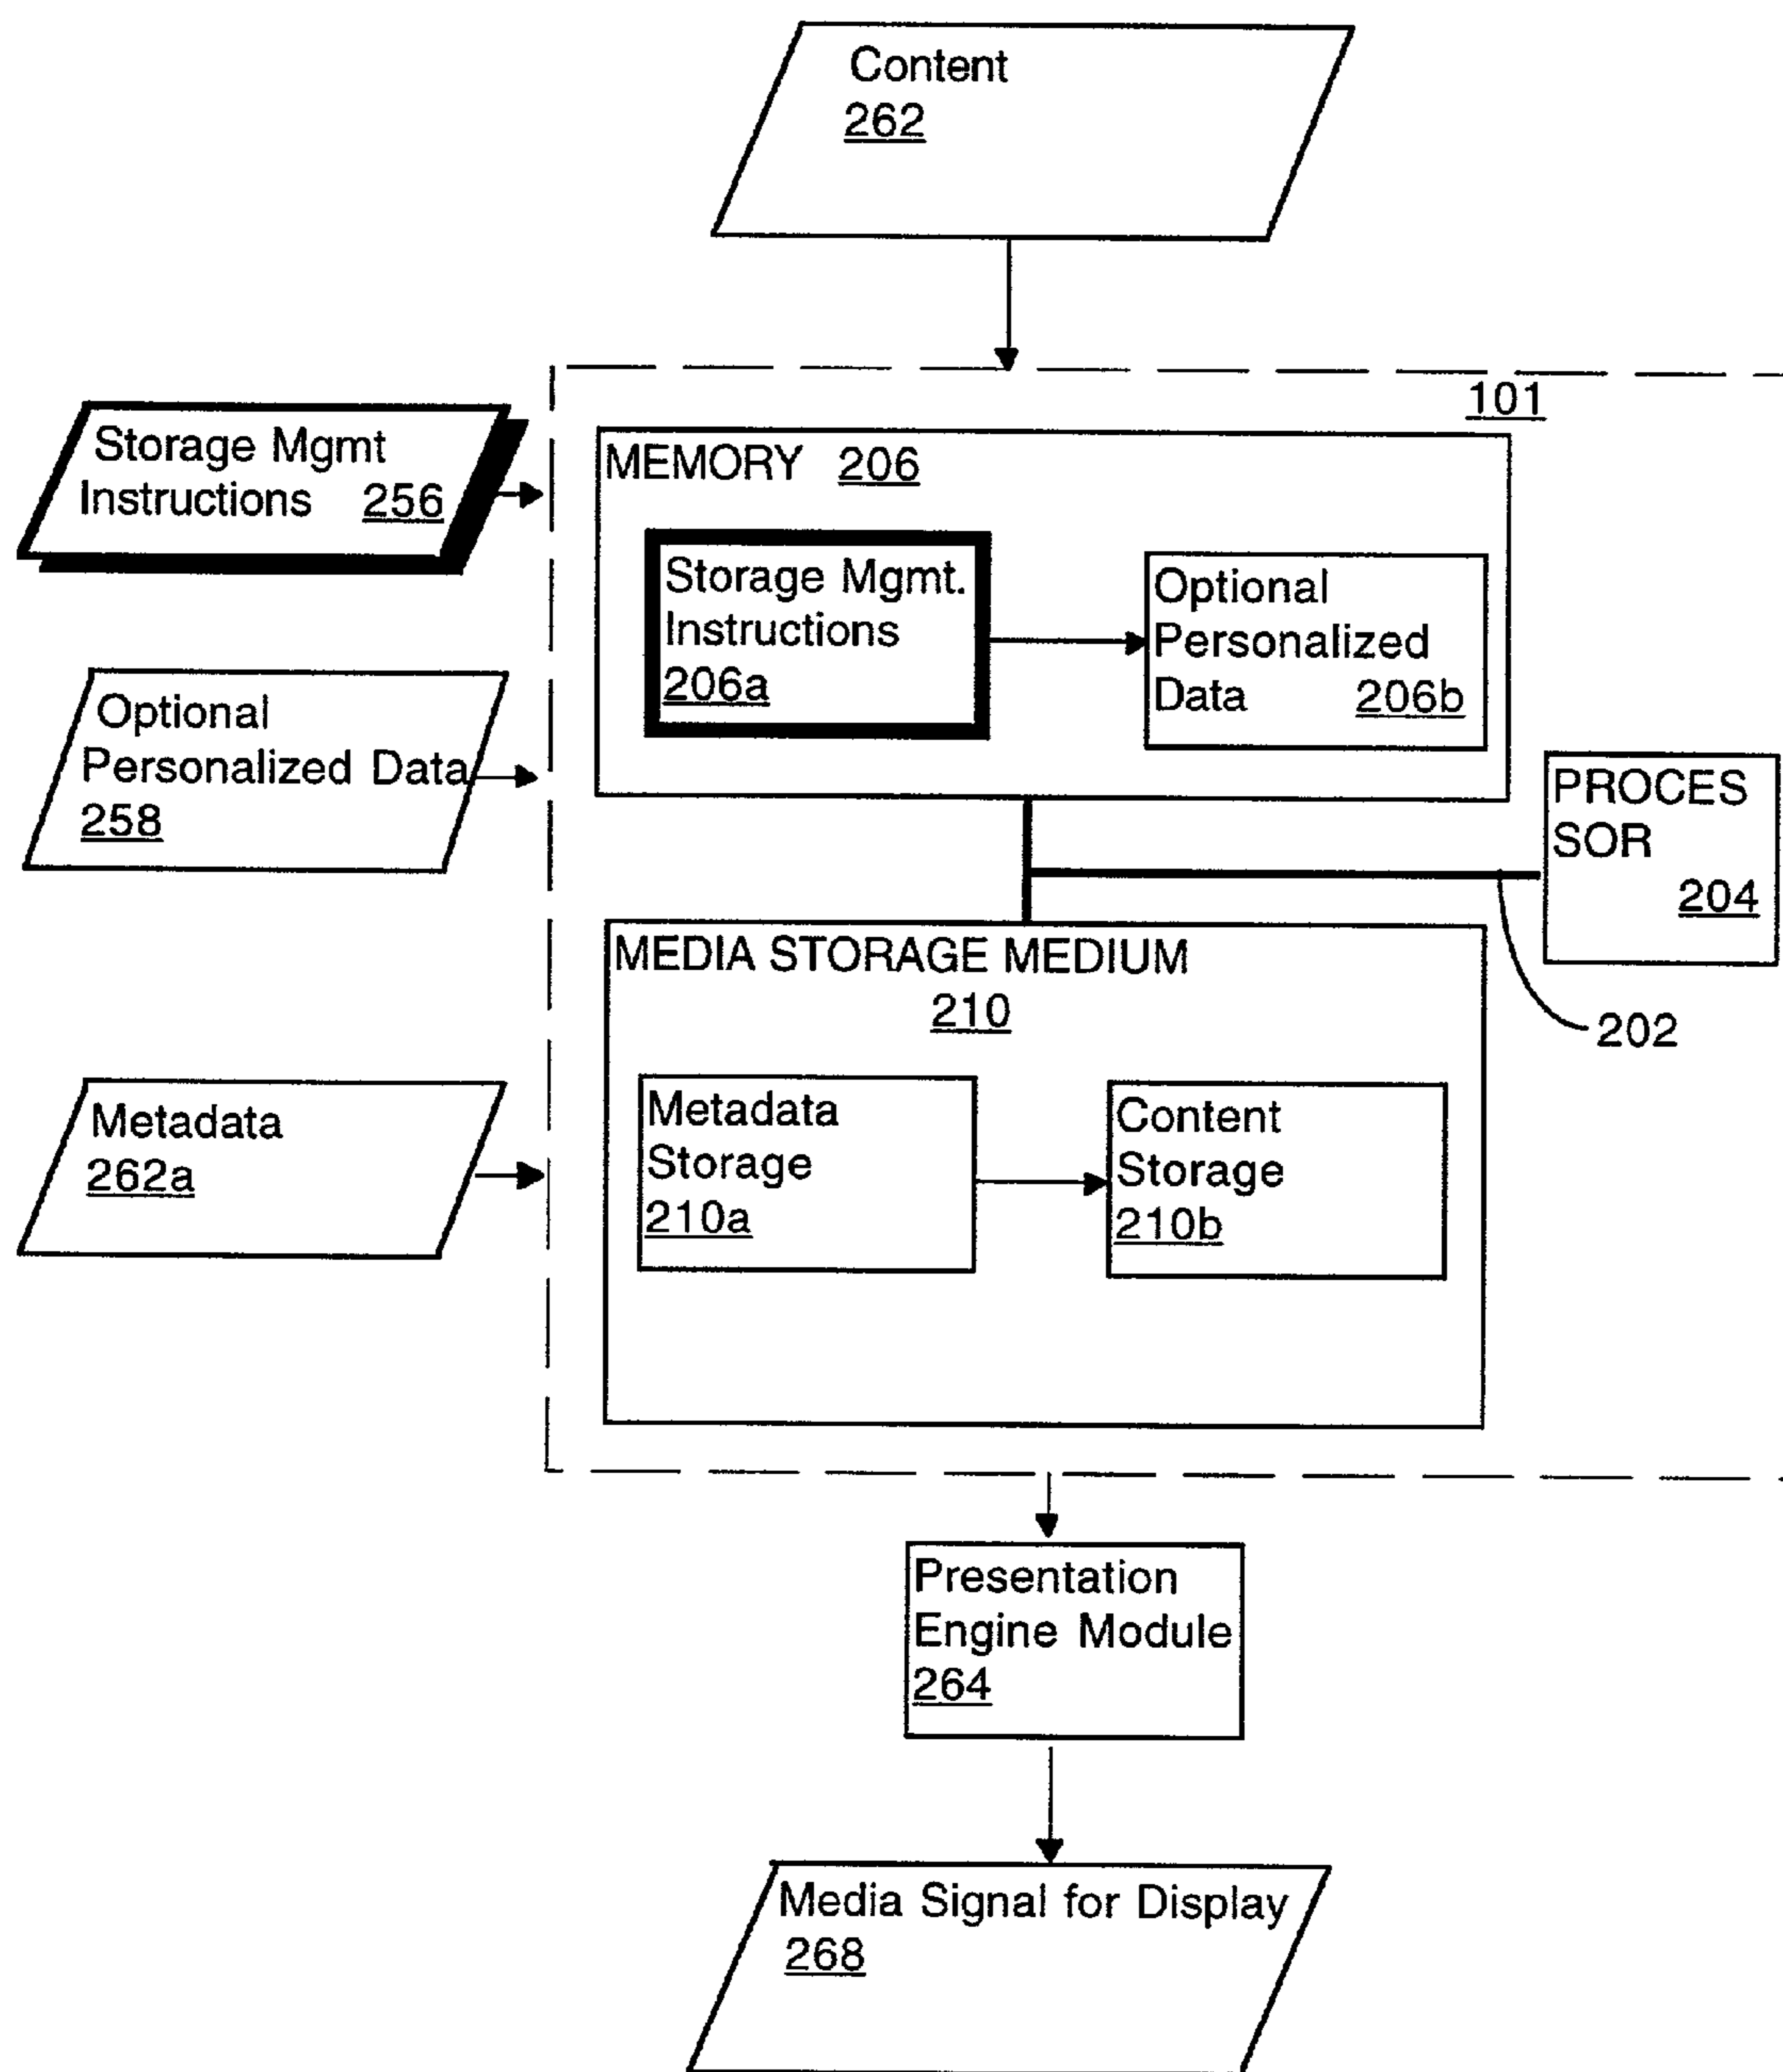 Content
262
101
Storage Mgmt
Instructions 256
MEMORY 206
Storage Mgmt.
Instructions
206a
Optional
Personalized
Data 206b
Optional
Personalized Data
258
PROCES
SOR
204
202
MEDIA STORAGE MEDIUM
210
Metadata
262a
Metadata
Storage
210a
Content
Storage
210b
Presentation
Engine Module
264
Media Signal for Display
268